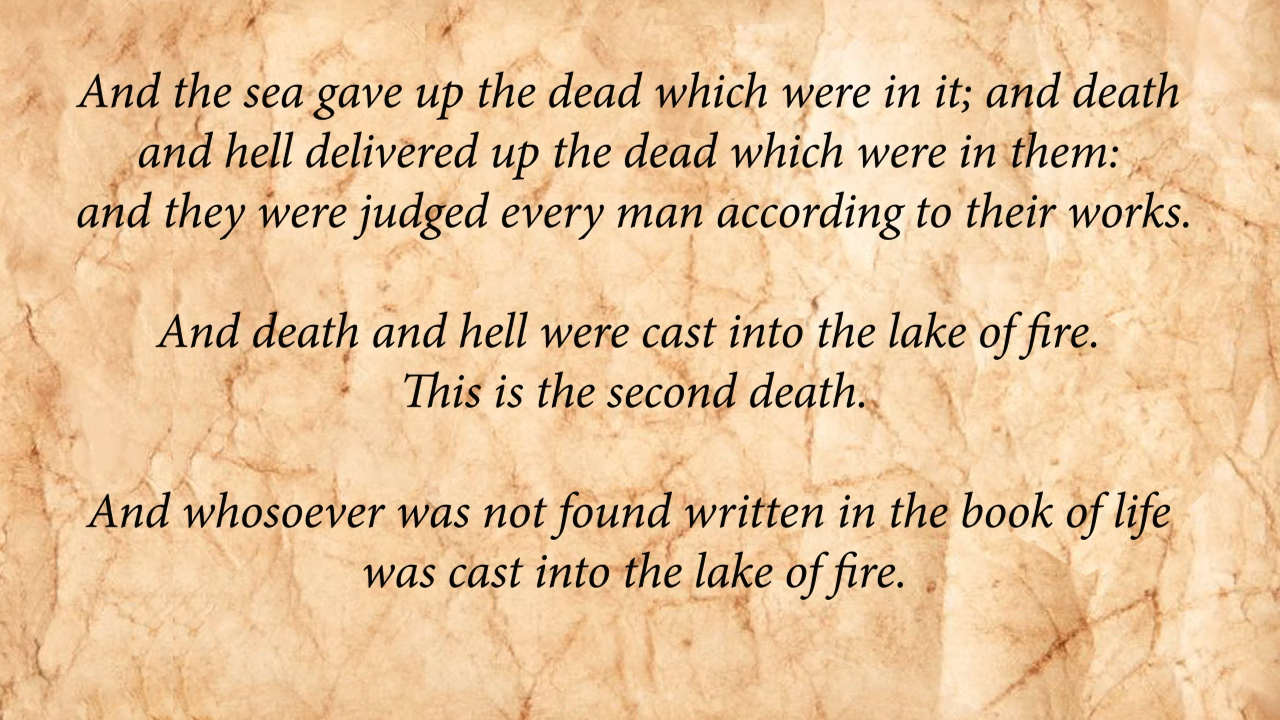 And the sea gave up the dead which were in it; and death
and hell delivered up the dead which were in them:
and they were judged every man according to their works.
And death and hell were cast into the lake of fire.
This is the second death.
And whosoever was not found written in the book of life
was cast into the lake of fire.